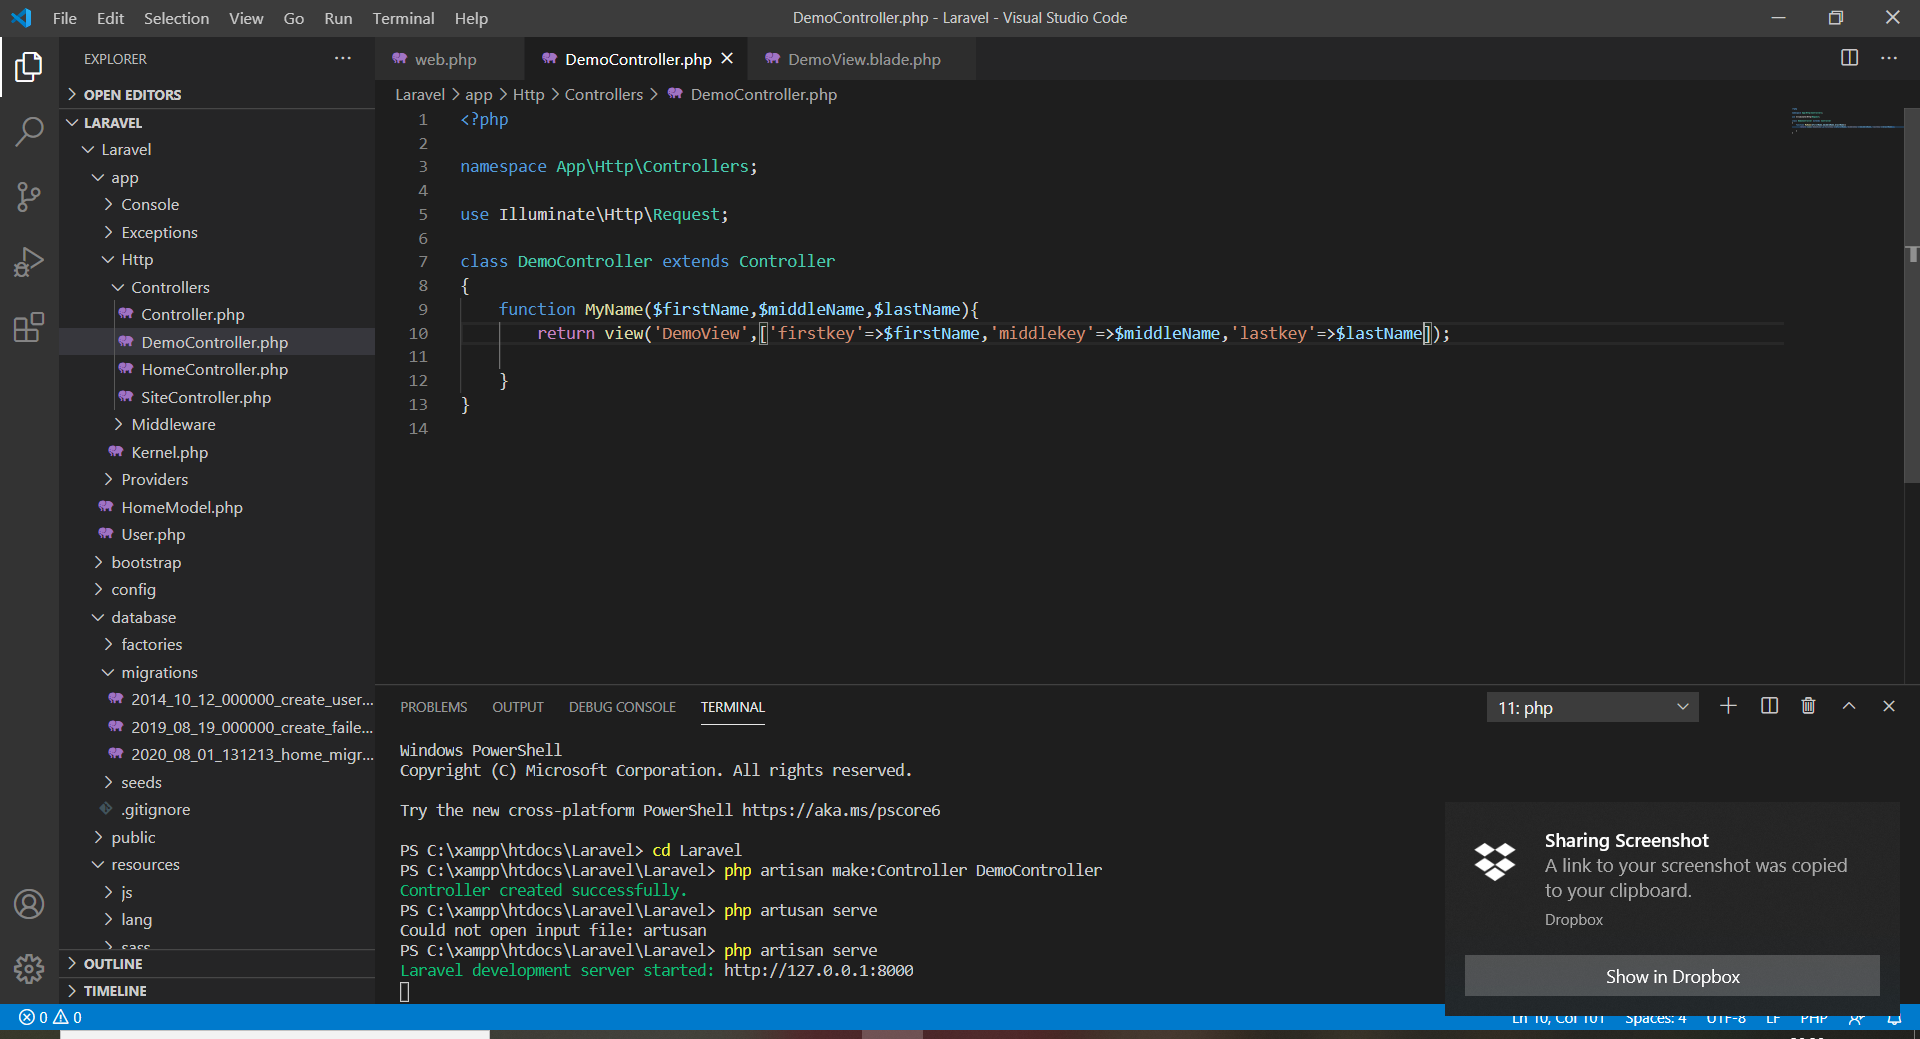 File Edit Selection View Go Run Terminal Help
DemoController.php - Laravel - Visual Studio Code
EXPLORER
OPEN EDITORS
LARAVEL
Laravel
app
Console
Exceptions
Http
Controllers
Controller.php
DemoController.php
HomeController.php
SiteController.php
Middleware
Kernel.php
Providers
HomeModel.php
User.php
bootstrap
config
database
factories
migrations
2014_10_12_000000_create_user...
2019_08_19_000000_create_faile...
2020_08_01_131213_home_migr...
seeds
.gitignore
public
resources
js
lang
sass
OUTLINE
TIMELINE
web.php DemoController.php DemoView.blade.php
Laravel > app > Http > Controllers > DemoController.php
1 <?php
2
3 namespace App\Http\Controllers;
4
5 use Illuminate\Http\Request;
6
7 class DemoController extends Controller
8 {
9 function MyName($firstName,$middleName,$lastName){
10 return view('DemoView',['firstkey'=>$firstName,'middlekey'=>$middleName,'lastkey'=>$lastName]);
11
12 }
13 }
14
PROBLEMS OUTPUT DEBUG CONSOLE TERMINAL
11: php
Windows PowerShell
Copyright (C) Microsoft Corporation. All rights reserved.
Try the new cross-platform PowerShell https://aka.ms/pscore6
PS C:\xampp\htdocs\Laravel> cd Laravel
PS C:\xampp\htdocs\Laravel\Laravel> php artisan make:Controller DemoController
Controller created successfully.
PS C:\xampp\htdocs\Laravel\Laravel> php artusan serve
Could not open input file: artusan
PS C:\xampp\htdocs\Laravel\Laravel> php artisan serve
Laravel development server started: http://127.0.0.1:8000
Sharing Screenshot
A link to your screenshot was copied
to your clipboard.
Dropbox
Show in Dropbox
0 0
Ln 10, Col 101 Spaces: 4 UTF-8 LF PHP